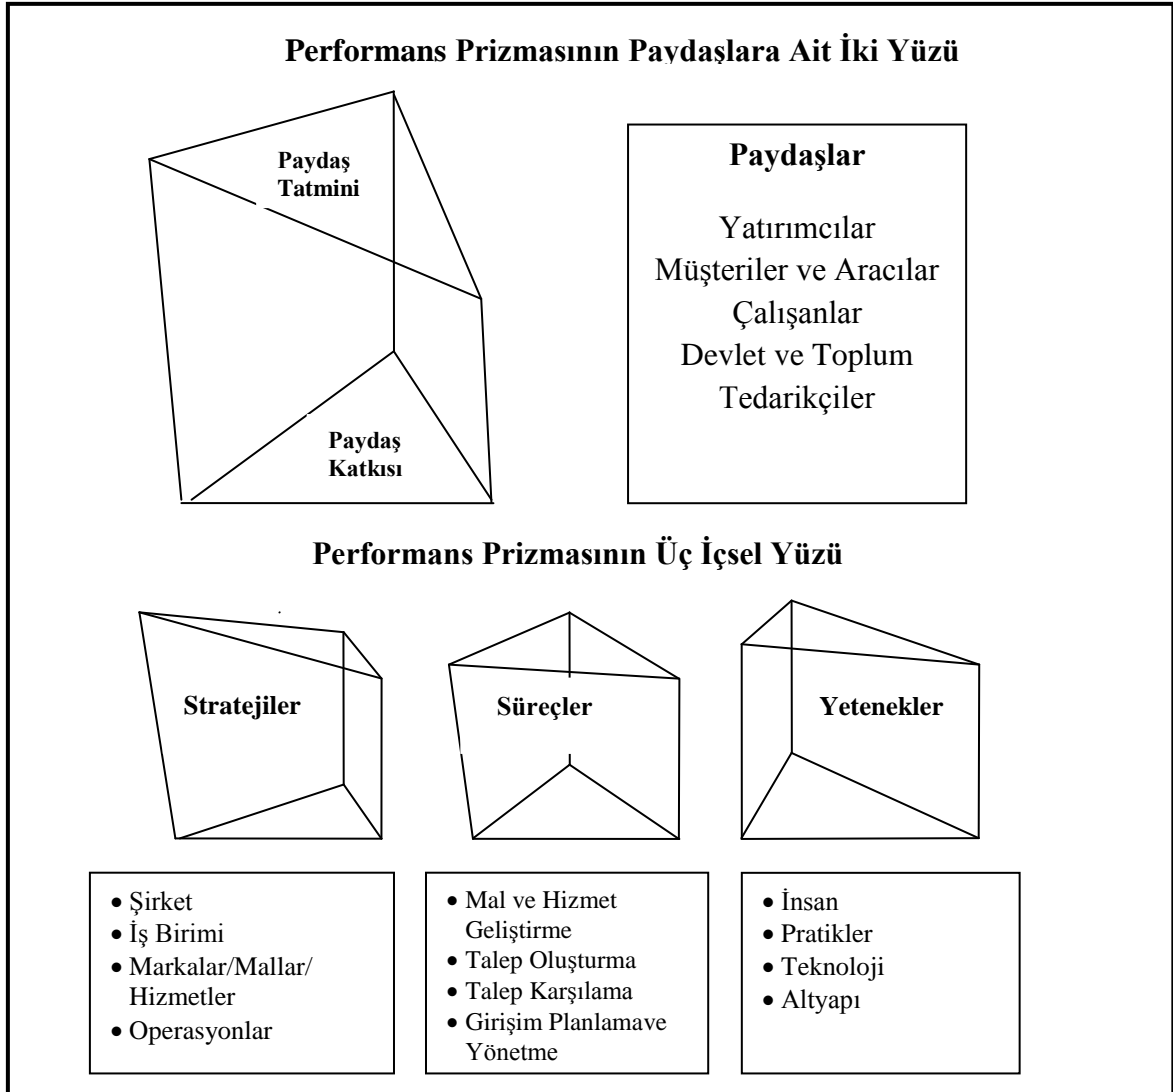 Performans Prizmasının Paydaşlara Ait İki Yüzü
Paydaş
Tatmini
Paydaş
Katkısı
Paydaşlar
Yatırımcılar
Müşteriler ve Aracılar
Çalışanlar
Devlet ve Toplum
Tedarikçiler
Performans Prizmasının Üç İçsel Yüzü
Stratejiler
Süreçler
Yetenekler
• Şirket
• İş Birimi
• Markalar/Mallar/
Hizmetler
• Operasyonlar
• Mal ve Hizmet
Geliştirme
• Talep Oluşturma
• Talep Karşılama
• Girişim Planlamave
Yönetme
• İnsan
• Pratikler
• Teknoloji
• Altyapı